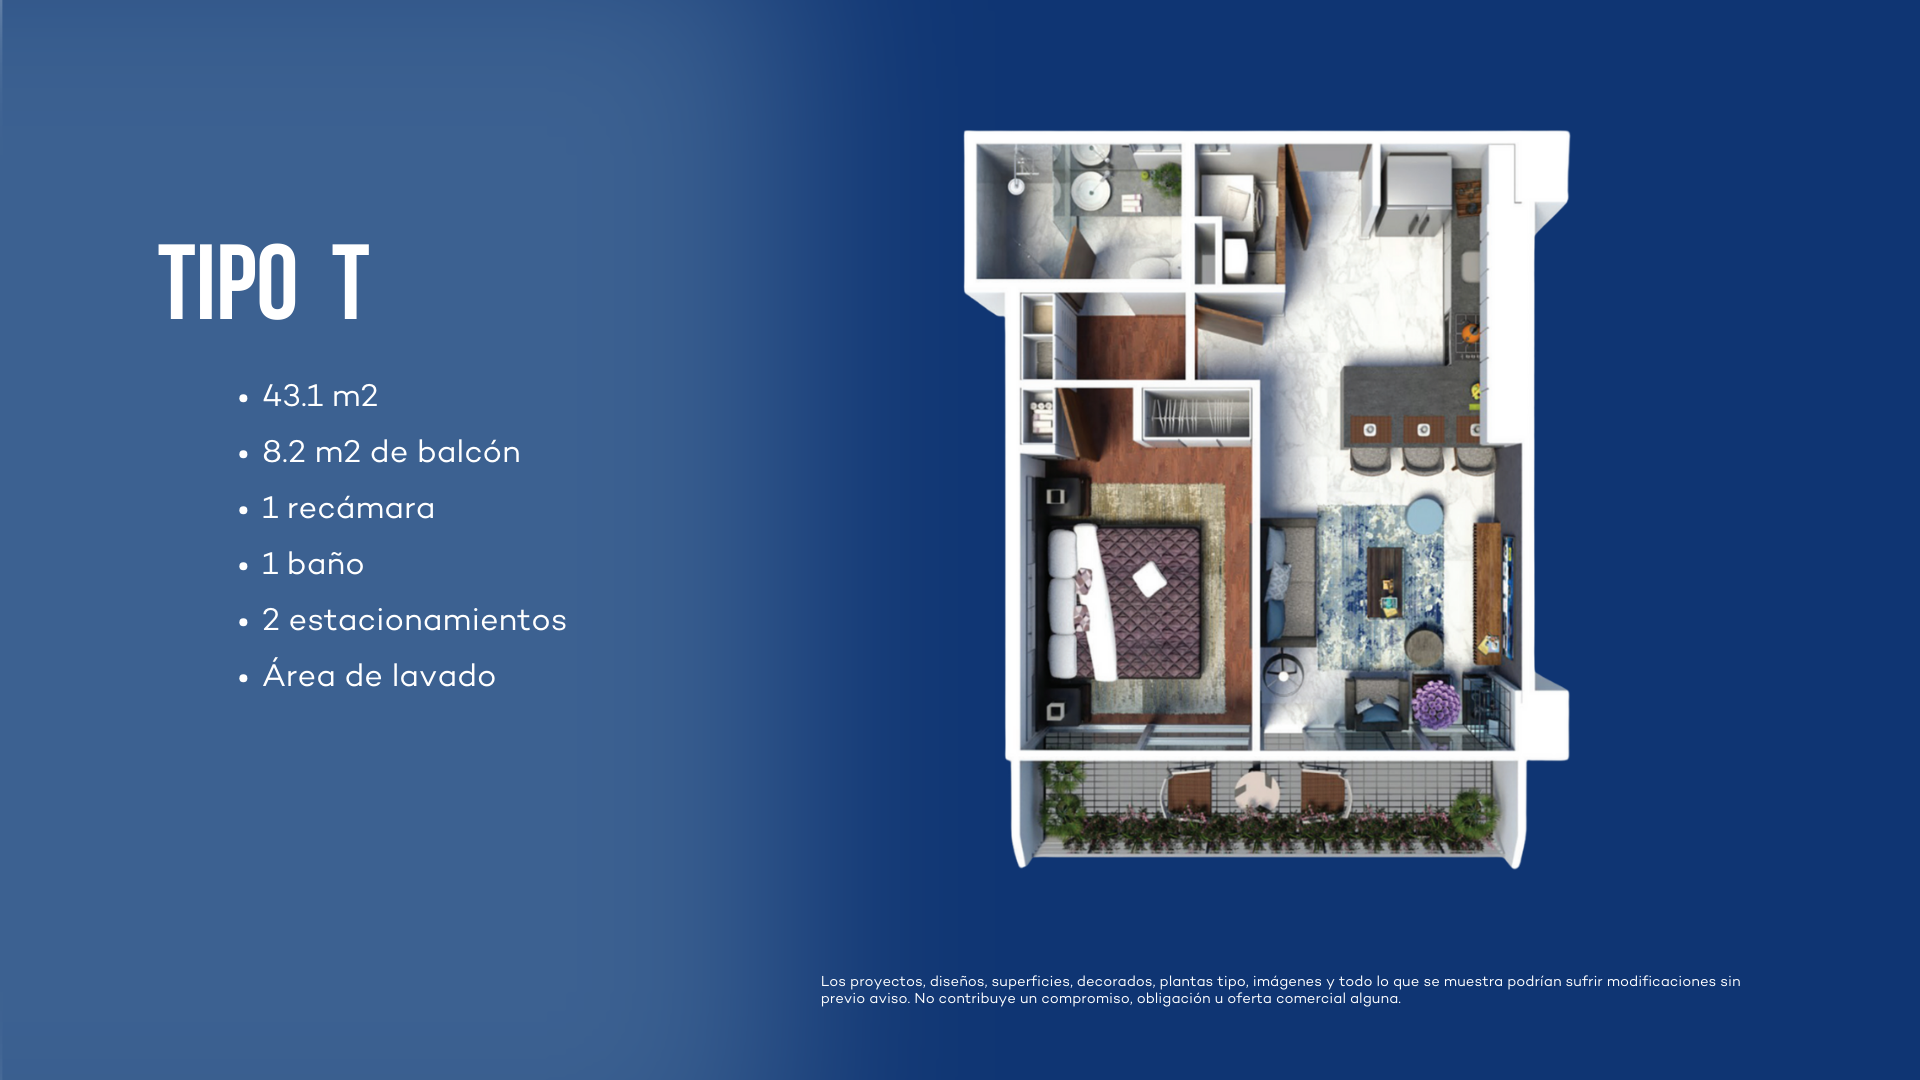 TIPO T
• 43.1 m2
• 8.2 m2 de balcón
• 1 recámara
• 1 baño
• 2 estacionamientos
• Área de lavado
Los proyectos, diseños, superficies, decorados, plantas tipo, imágenes y todo lo que se muestra podrían sufrir modificaciones sin
previo aviso. No contribuye un compromiso, obligación u oferta comercial alguna.